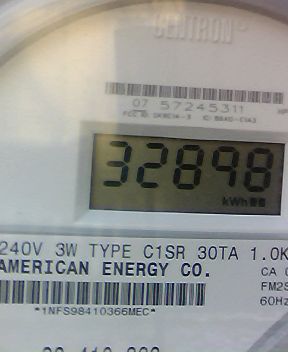 CENTRON®
07 57245311
32898
kWh
240V 3W TYPE C1SR 30TA 1.0K
AMERICAN ENERGY CO.
CA
FM2S
60Hz
*1NFS98410366MEC*